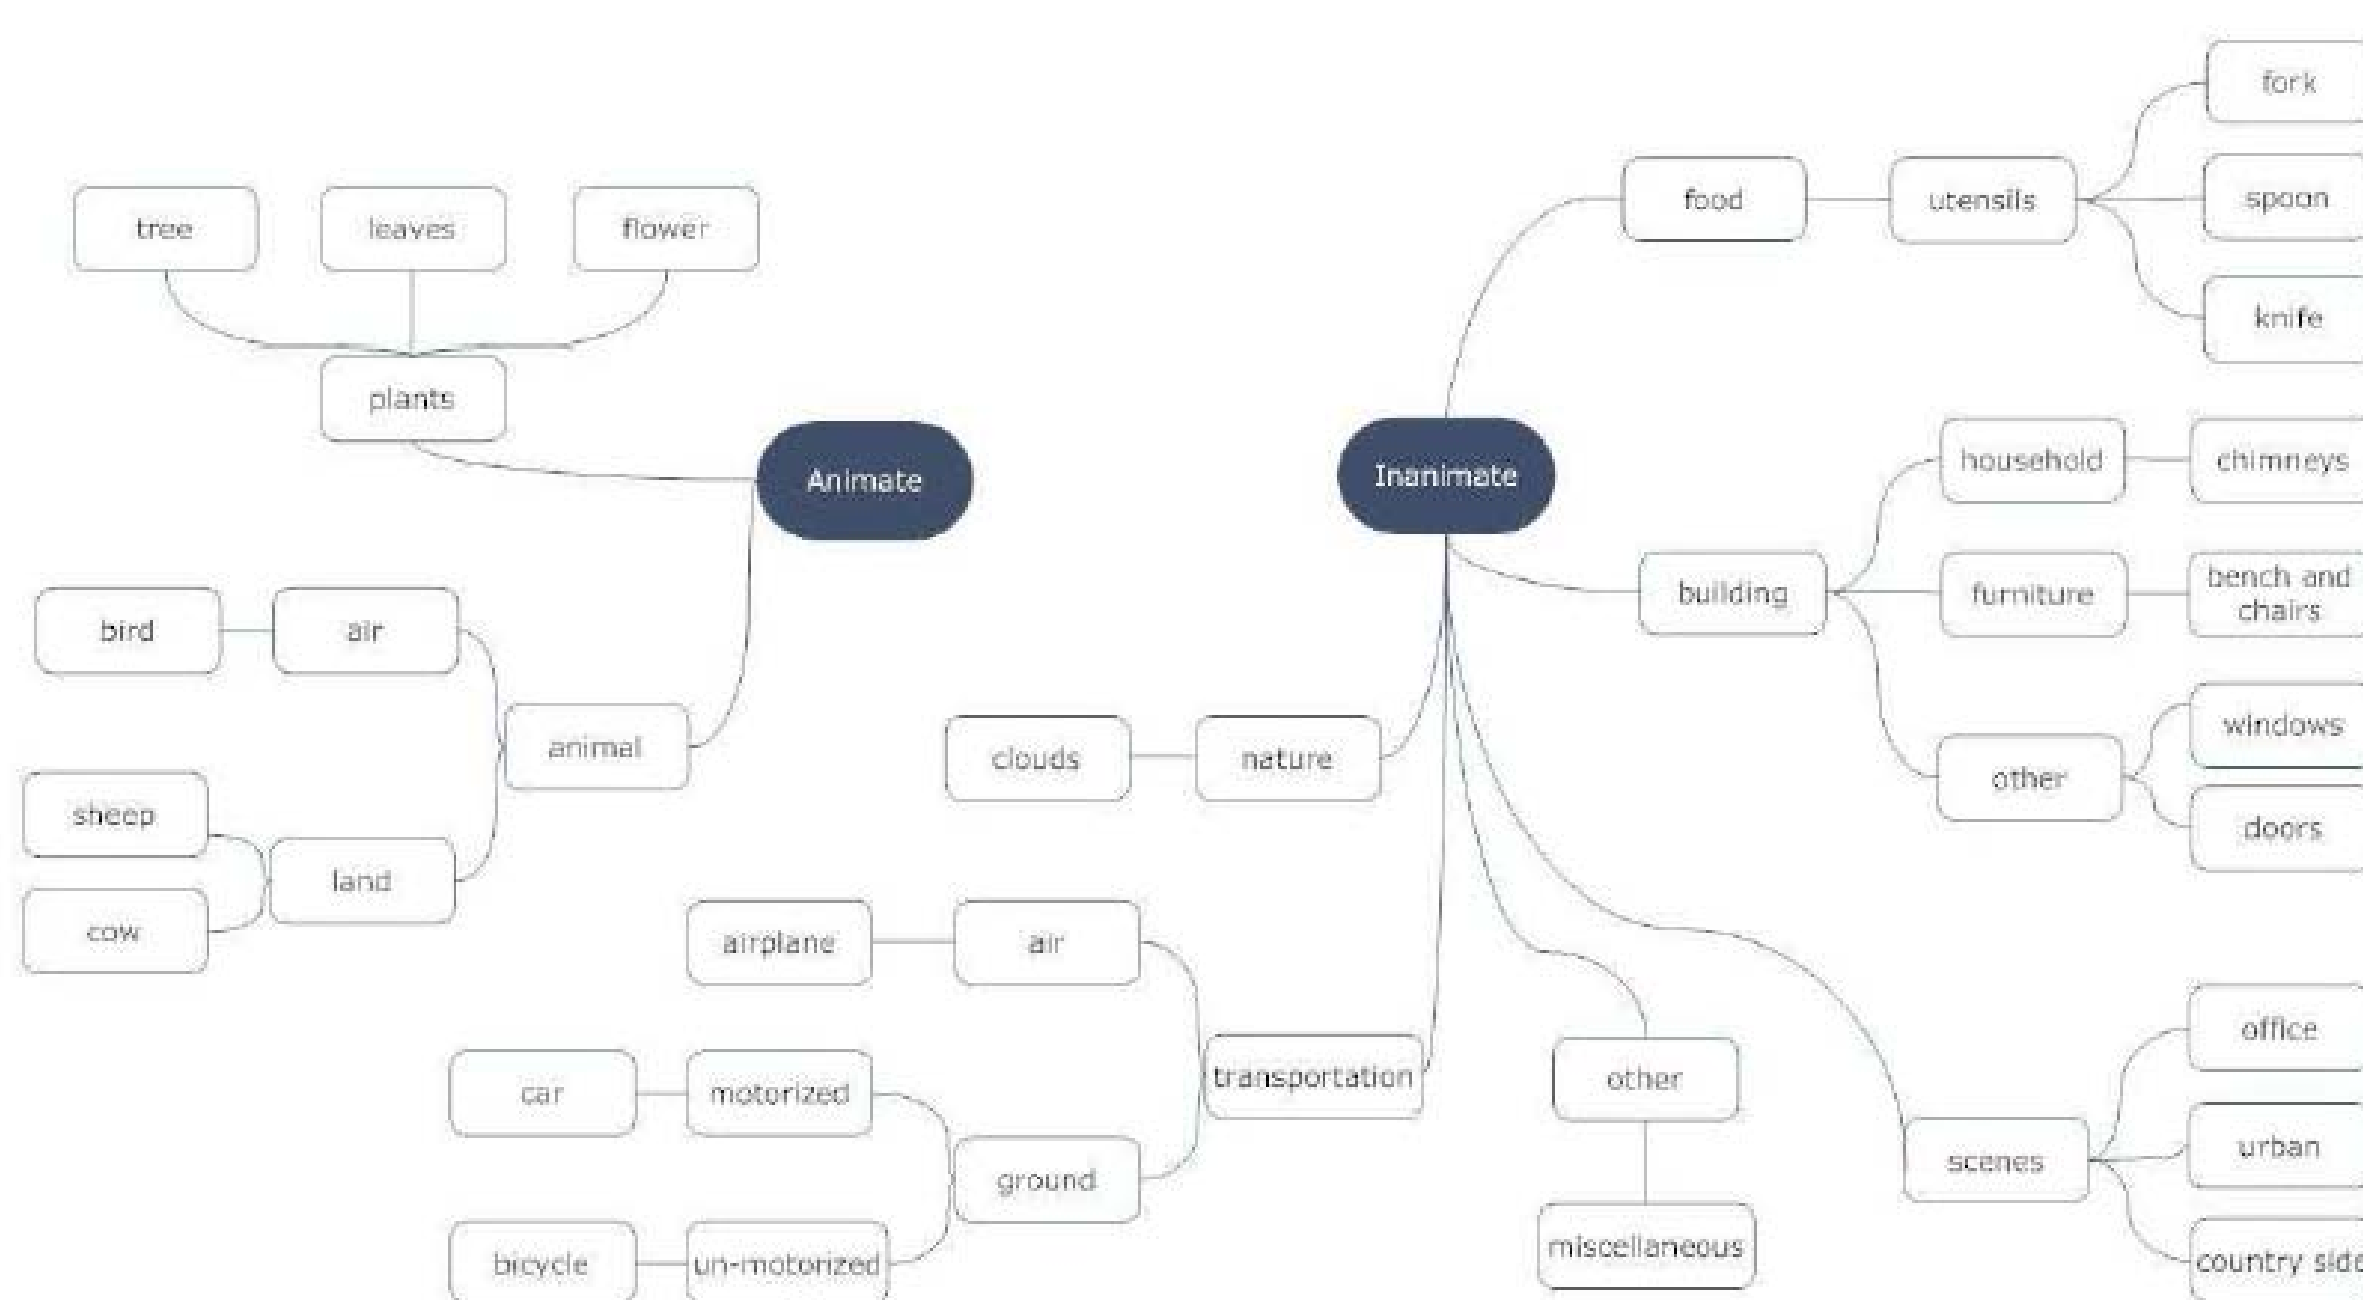 fork
food
utensils
spoon
tree
leaves
flower
knife
plants
Animate
Inanimate
household
chimneys
building
furniture
bench and
chairs
bird
air
animal
clouds
nature
windows
other
doors
sheep
land
cow
airplane
air
office
car
motorized
transportation
other
urban
scenes
ground
bicycle
un-motorized
miscellaneous
country side